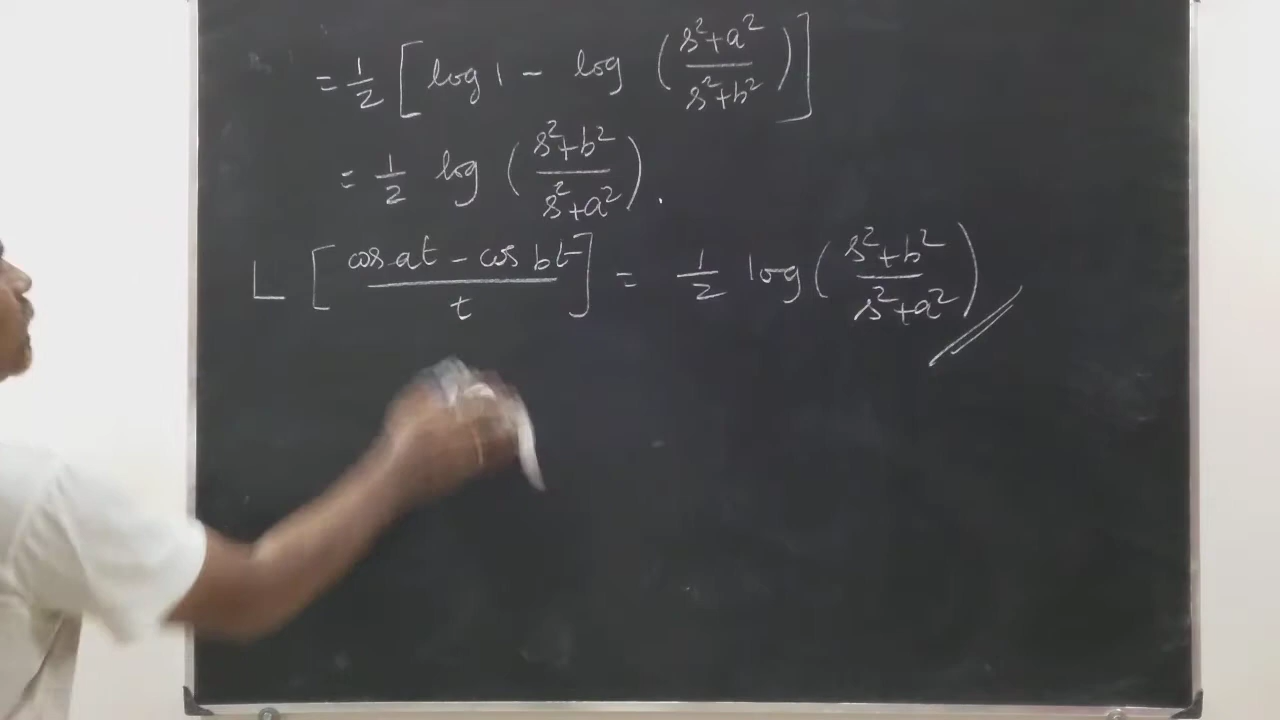 = 1/2 [ log 1 - log ( (s²+a²)/(s²+b²) ) ]
= 1/2 log ( (s²+b²)/(s²+a²) ).
L [ (cos at - cos bt)/t ] = 1/2 log ( (s²+b²)/(s²+a²) )